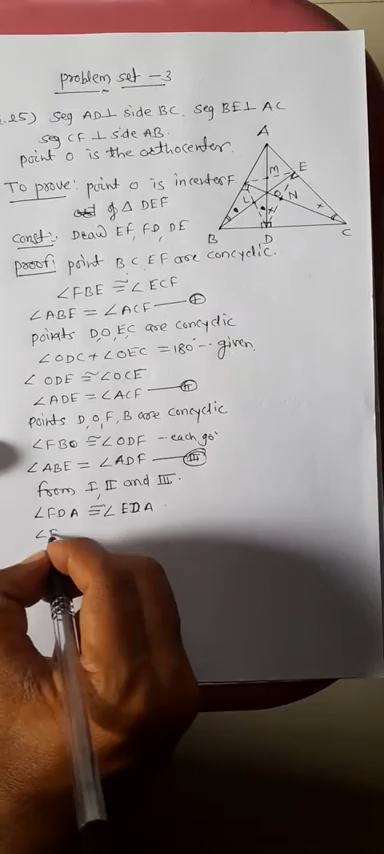 problem set -3
.25) seg AD⊥ side BC. seg BE⊥ AC
seg CF ⊥ side AB.
point O is the orthocenter.
To prove: point O is incenter
of △ DEF
Const: Draw EF, FD, DE
proof: point B C, EF are concyclic.
∠FBE ≅ ∠ ECF
∠ABE = ∠ACF — I
points D,O,E,C are concyclic
∠ODC + ∠OEC = 180° -- given.
∠ ODE ≅ ∠OCE
∠ADE = ∠ACF — II
points D,O,F,B are concyclic
∠FBO ≅ ∠ODF - each 90°
∠ABE = ∠ADF — III
from I, II and III.
∠FDA ≅ ∠EDA.
∠F
A
E
M
F
L
O
N
B
D
C